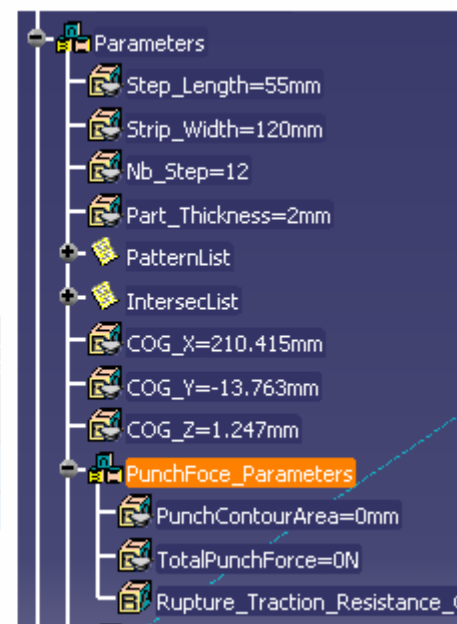 Parameters
Step_Length=55mm
Strip_Width=120mm
Nb_Step=12
Part_Thickness=2mm
PatternList
IntersecList
COG_X=210.415mm
COG_Y=-13.763mm
COG_Z=1.247mm
PunchFoce_Parameters
PunchContourArea=0mm
TotalPunchForce=0N
Rupture_Traction_Resistance_